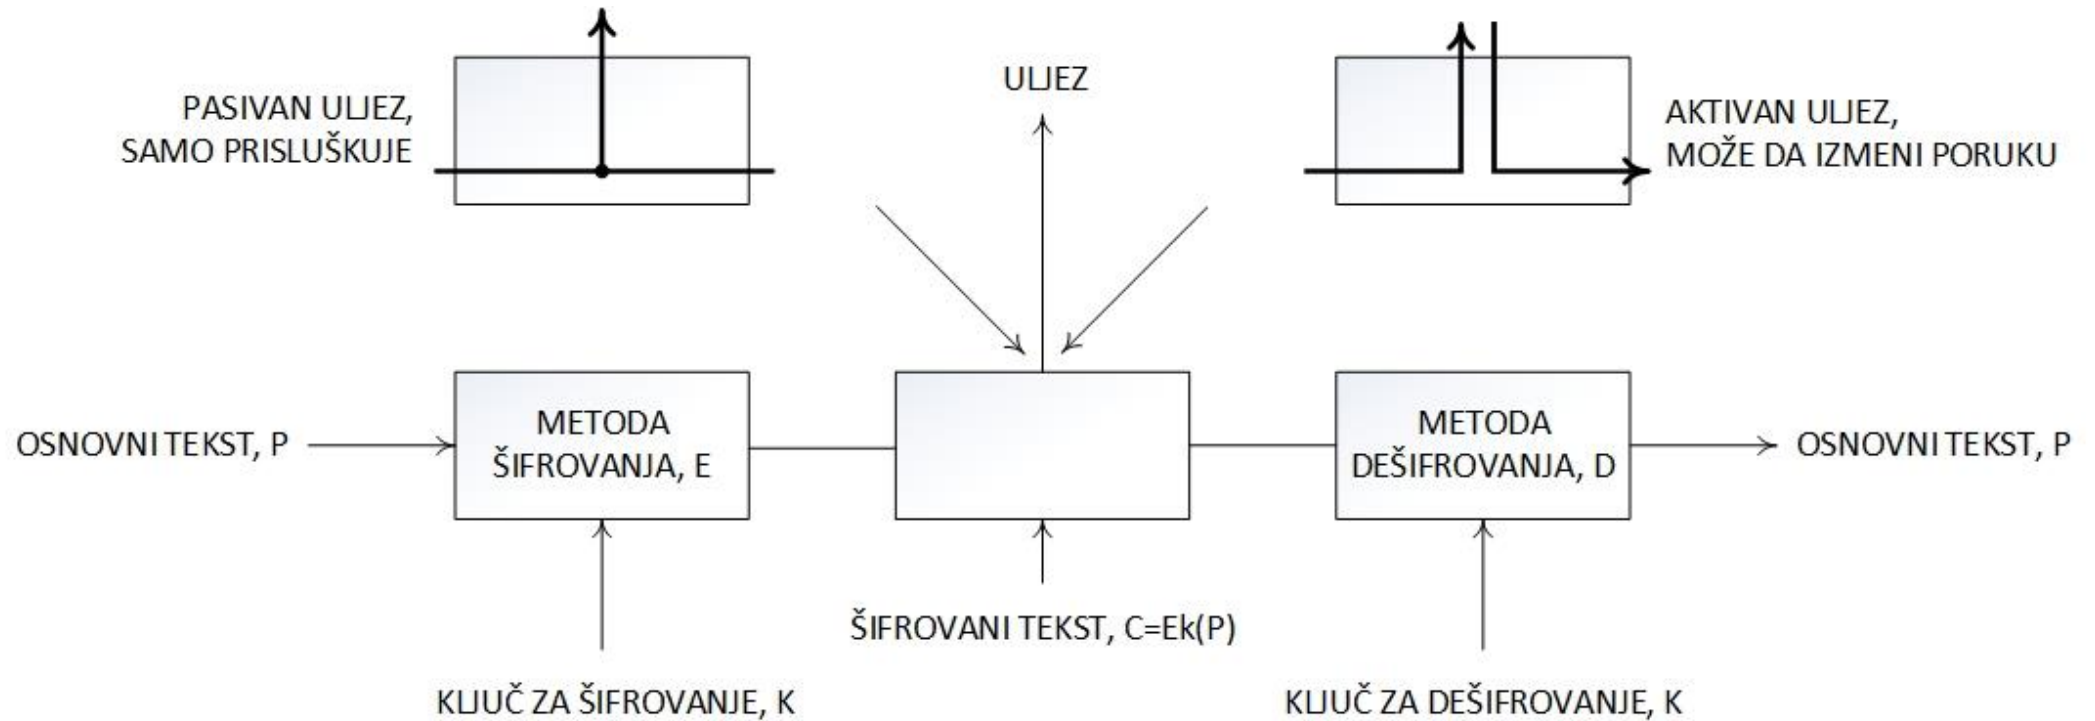 PASIVAN ULJEZ,
SAMO PRISLUŠKUJE
ULJEZ
AKTIVAN ULJEZ,
MOŽE DA IZMENI PORUKU
OSNOVNI TEKST, P
METODA
ŠIFROVANJA, E
METODA
DEŠIFROVANJA, D
OSNOVNI TEKST, P
ŠIFROVANI TEKST, C=Ek(P)
KLJUČ ZA ŠIFROVANJE, K
KLJUČ ZA DEŠIFROVANJE, K